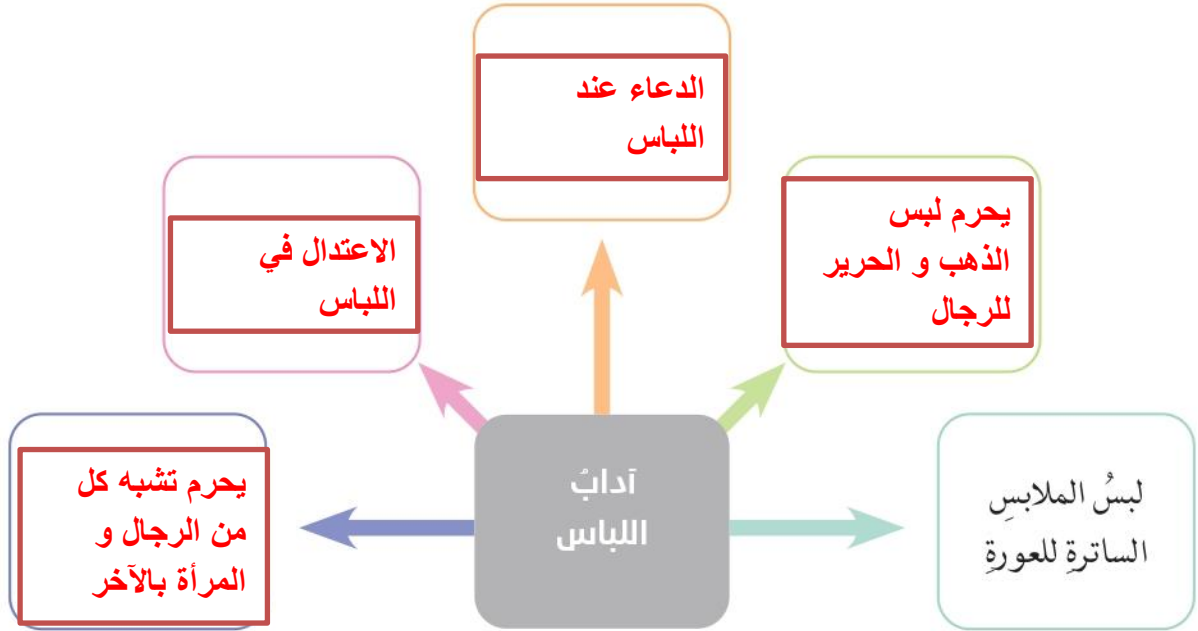 الدعاء عند
اللباس
يحرم لبس
الذهب و الحرير
للرجال
الاعتدال في
اللباس
لبسُ الملابسِ
الساترةِ للعورةِ
آدابُ
اللباس
يحرم تشبه كل
من الرجال و
المرأة بالآخر